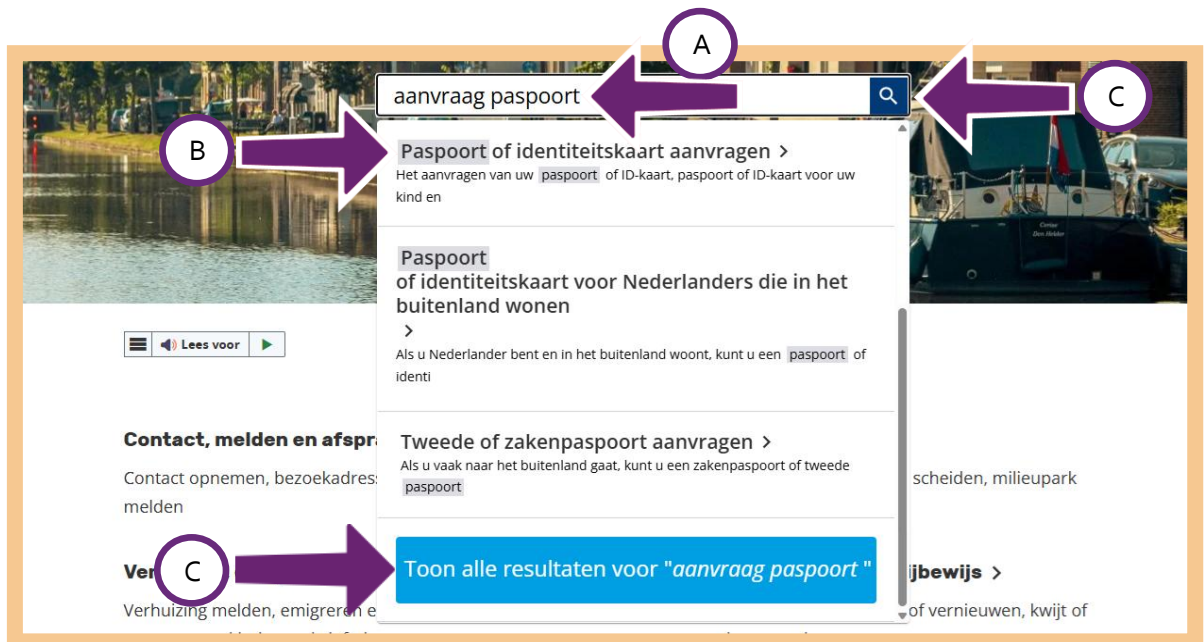 A
aanvraag paspoort
C
B
Paspoort of identiteitskaart aanvragen >
Het aanvragen van uw paspoort of ID-kaart, paspoort of ID-kaart voor uw
kind en
Cerise
Den Helder
Paspoort
of identiteitskaart voor Nederlanders die in het
buitenland wonen
>
Als u Nederlander bent en in het buitenland woont, kunt u een paspoort of
identi
Lees voor
Contact, melden en afspr
Tweede of zakenpaspoort aanvragen >
Als u vaak naar het buitenland gaat, kunt u een zakenpaspoort of tweede
paspoort
Contact opnemen, bezoekadres
scheiden, milieupark
melden
C
Toon alle resultaten voor "aanvraag paspoort "
Ver
ijbewijs >
Verhuizing melden, emigreren e
of vernieuwen, kwijt of